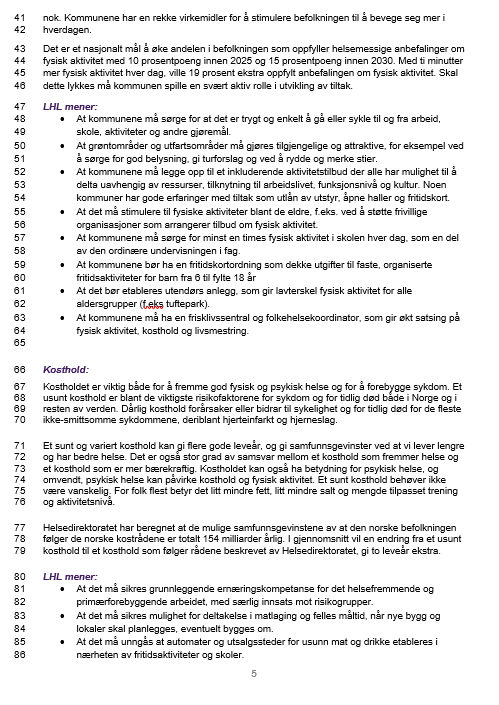 41 nok. Kommunene har en rekke virkemidler for å stimulere befolkningen til å bevege seg mer i
42 hverdagen.
43 Det er et nasjonalt mål å øke andelen i befolkningen som oppfyller helsemessige anbefalinger om
44 fysisk aktivitet med 10 prosentpoeng innen 2025 og 15 prosentpoeng innen 2030. Med ti minutter
45 mer fysisk aktivitet hver dag, ville 19 prosent ekstra oppfylt anbefalingen om fysisk aktivitet. Skal
46 dette lykkes må kommunen spille en svært aktiv rolle i utvikling av tiltak.
47 LHL mener:
48 • At kommunene må sørge for at det er trygt og enkelt å gå eller sykle til og fra arbeid,
49 skole, aktiviteter og andre gjøremål.
50 • At grøntområder og utfartsområder må gjøres tilgjengelige og attraktive, for eksempel ved
51 å sørge for god belysning, gi turforslag og ved å rydde og merke stier.
52 • At kommunene må legge opp til et inkluderende aktivitetstilbud der alle har mulighet til å
53 delta uavhengig av ressurser, tilknytning til arbeidslivet, funksjonsnivå og kultur. Noen
54 kommuner har gode erfaringer med tiltak som utlån av utstyr, åpne haller og fritidskort.
55 • At det må stimulere til fysiske aktiviteter blant de eldre, f.eks. ved å støtte frivillige
56 organisasjoner som arrangerer tilbud om fysisk aktivitet.
57 • At kommunene må sørge for minst en times fysisk aktivitet i skolen hver dag, som en del
58 av den ordinære undervisningen i fag.
59 • At kommunene bør ha en fritidskortordning som dekke utgifter til faste, organiserte
60 fritidsaktiviteter for barn fra 6 til fylte 18 år
61 • At det bør etableres utendørs anlegg, som gir lavterskel fysisk aktivitet for alle
62 aldersgrupper (f.eks tuftepark).
63 • At kommunene må ha en frisklivssentral og folkehelsekoordinator, som gir økt satsing på
64 fysisk aktivitet, kosthold og livsmestring.
65
66 Kosthold:
67 Kostholdet er viktig både for å fremme god fysisk og psykisk helse og for å forebygge sykdom. Et
68 usunt kosthold er blant de viktigste risikofaktorene for sykdom og for tidlig død både i Norge og i
69 resten av verden. Dårlig kosthold forårsaker eller bidrar til sykelighet og for tidlig død for de fleste
70 ikke-smittsomme sykdommene, deriblant hjerteinfarkt og hjerneslag.
71 Et sunt og variert kosthold kan gi flere gode leveår, og gi samfunnsgevinster ved at vi lever lengre
72 og har bedre helse. Det er også stor grad av samsvar mellom et kosthold som fremmer helse og
73 et kosthold som er mer bærekraftig. Kostholdet kan også ha betydning for psykisk helse, og
74 omvendt, psykisk helse kan påvirke kosthold og fysisk aktivitet. Et sunt kosthold behøver ikke
75 være vanskelig. For folk flest betyr det litt mindre fett, litt mindre salt og mengde tilpasset trening
76 og aktivitetsnivå.
77 Helsedirektoratet har beregnet at de mulige samfunnsgevinstene av at den norske befolkningen
78 følger de norske kostrådene er totalt 154 milliarder årlig. I gjennomsnitt vil en endring fra et usunt
79 kosthold til et kosthold som følger rådene beskrevet av Helsedirektoratet, gi to leveår ekstra.
80 LHL mener:
81 • At det må sikres grunnleggende ernæringskompetanse for det helsefremmende og
82 primærforebyggende arbeidet, med særlig innsats mot risikogrupper.
83 • At det må sikres mulighet for deltakelse i matlaging og felles måltid, når nye bygg og
84 lokaler skal planlegges, eventuelt bygges om.
85 • At det må unngås at automater og utsalgssteder for usunn mat og drikke etableres i
86 nærheten av fritidsaktiviteter og skoler.
5